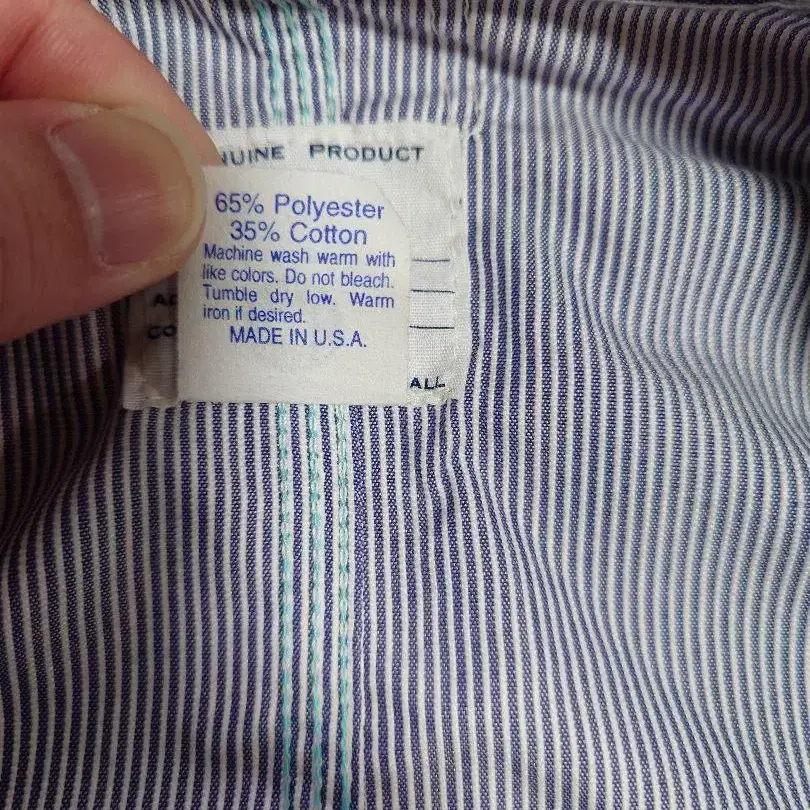 PRODUCT
65% Polyester
35% Cotton
Machine wash warm with
like colors. Do not bleach.
Tumble dry low. Warm
iron if desired.
MADE IN U.S.A.
ALL